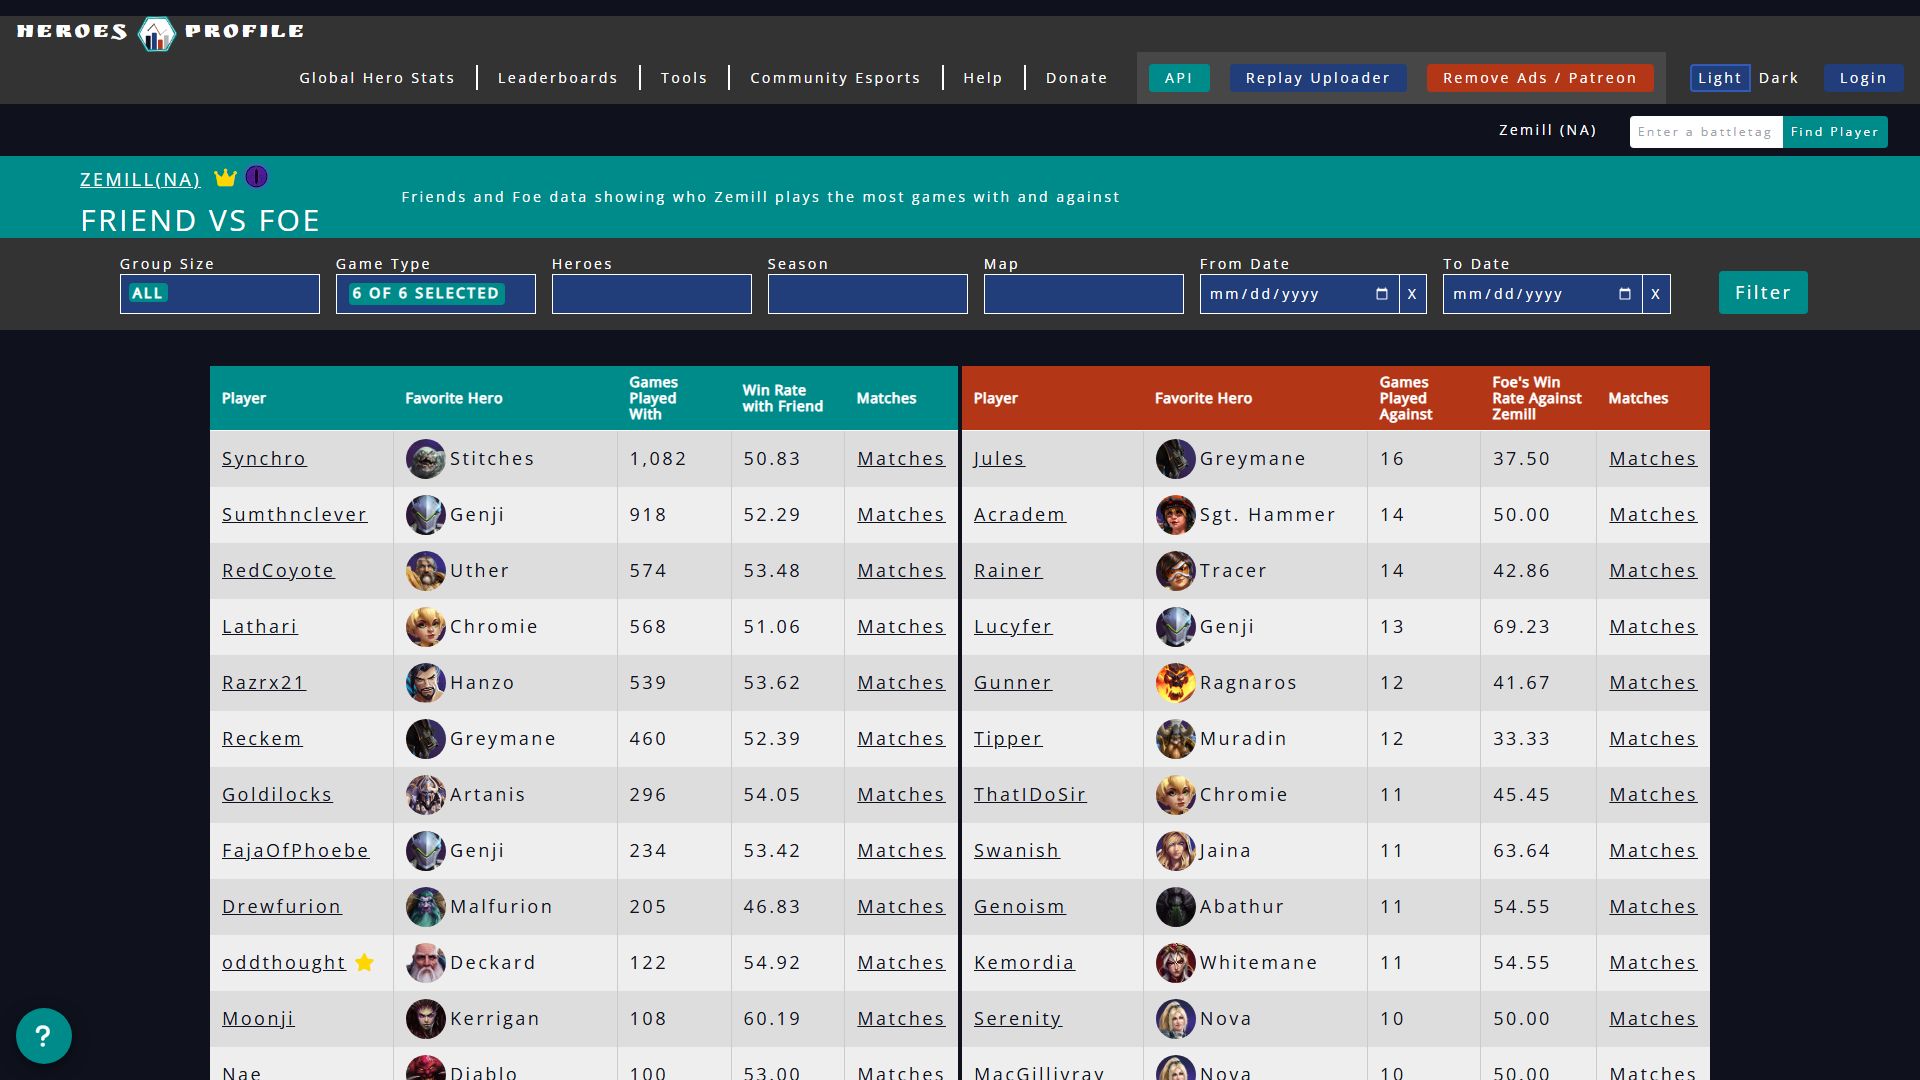 HEROES PROFILE
Global Hero Stats Leaderboards Tools Community Esports Help Donate API Replay Uploader Remove Ads / Patreon Light Dark Login
Zemill (NA) Enter a battletag Find Player
ZEMILL(NA)
FRIEND VS FOE
Friends and Foe data showing who Zemill plays the most games with and against
Group Size Game Type Heroes Season Map From Date To Date
ALL 6 OF 6 SELECTED mm/dd/yyyy X mm/dd/yyyy X Filter
Player Favorite Hero Games Played With Win Rate with Friend Matches Player Favorite Hero Games Played Against Foe's Win Rate Against Zemill Matches
Synchro Stitches 1,082 50.83 Matches Jules Greymane 16 37.50 Matches
Sumthnclever Genji 918 52.29 Matches Acradem Sgt. Hammer 14 50.00 Matches
RedCoyote Uther 574 53.48 Matches Rainer Tracer 14 42.86 Matches
Lathari Chromie 568 51.06 Matches Lucyfer Genji 13 69.23 Matches
Razrx21 Hanzo 539 53.62 Matches Gunner Ragnaros 12 41.67 Matches
Reckem Greymane 460 52.39 Matches Tipper Muradin 12 33.33 Matches
Goldilocks Artanis 296 54.05 Matches ThatIDoSir Chromie 11 45.45 Matches
FajaOfPhoebe Genji 234 53.42 Matches Swanish Jaina 11 63.64 Matches
Drewfurion Malfurion 205 46.83 Matches Genoism Abathur 11 54.55 Matches
oddthought Deckard 122 54.92 Matches Kemordia Whitemane 11 54.55 Matches
Moonji Kerrigan 108 60.19 Matches Serenity Nova 10 50.00 Matches
Nae Diablo 100 53.00 Matches MacGillivray Nova 10 50.00 Matches
?